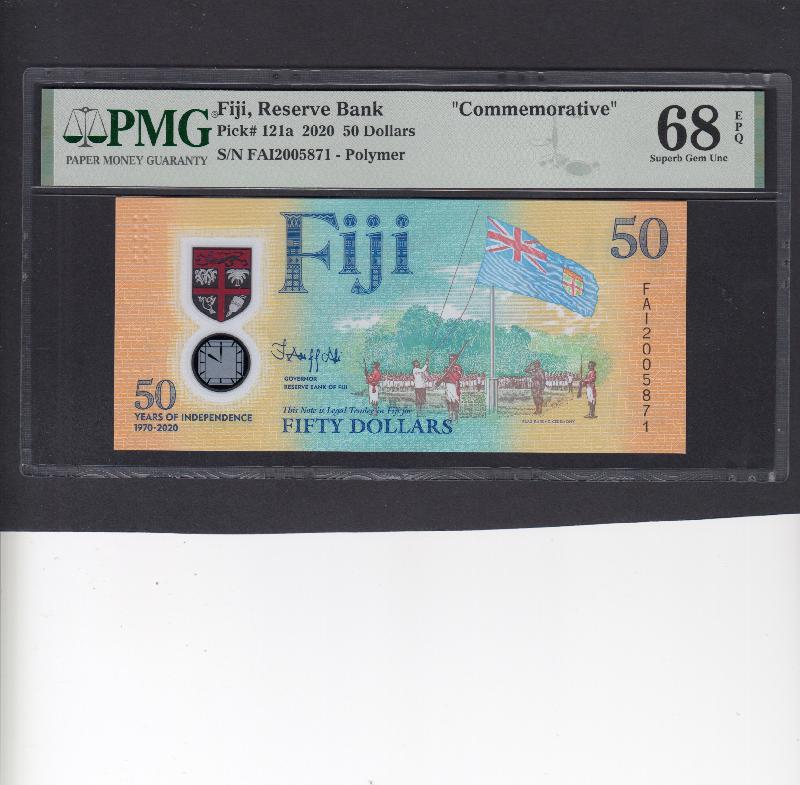 PMG®
PAPER MONEY GUARANTY
Fiji, Reserve Bank "Commemorative"
Pick# 121a 2020 50 Dollars
S/N FAI2005871 - Polymer
68
EPQ
Superb Gem Unc
Fiji
50
FAI2005871
GOVERNOR
RESERVE BANK OF FIJI
50
YEARS OF INDEPENDENCE
1970-2020
This Note is Legal Tender in Fiji for
FIFTY DOLLARS